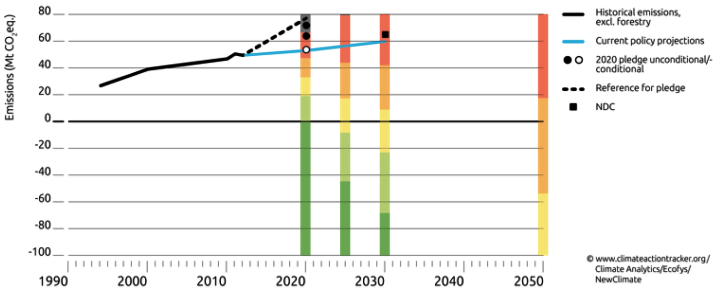 Emissions (Mt CO2eq.)
80
60
40
20
0
-20
-40
-60
-80
-100
1990
2000
2010
2020
2030
2040
2050
Historical emissions,
excl. forestry
Current policy projections
2020 pledge unconditional/-
conditional
Reference for pledge
NDC
© www.climateactiontracker.org/
Climate Analytics/Ecofys/
NewClimate